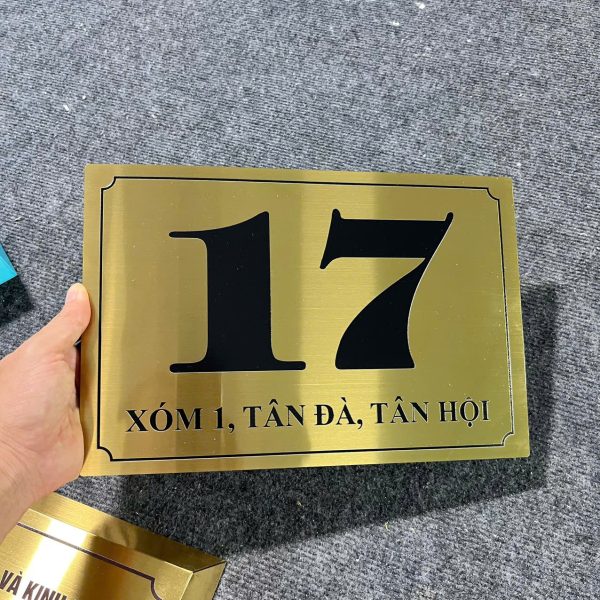 17
XÓM 1, TÂN ĐÀ, TÂN HỘI
VÀ KINH